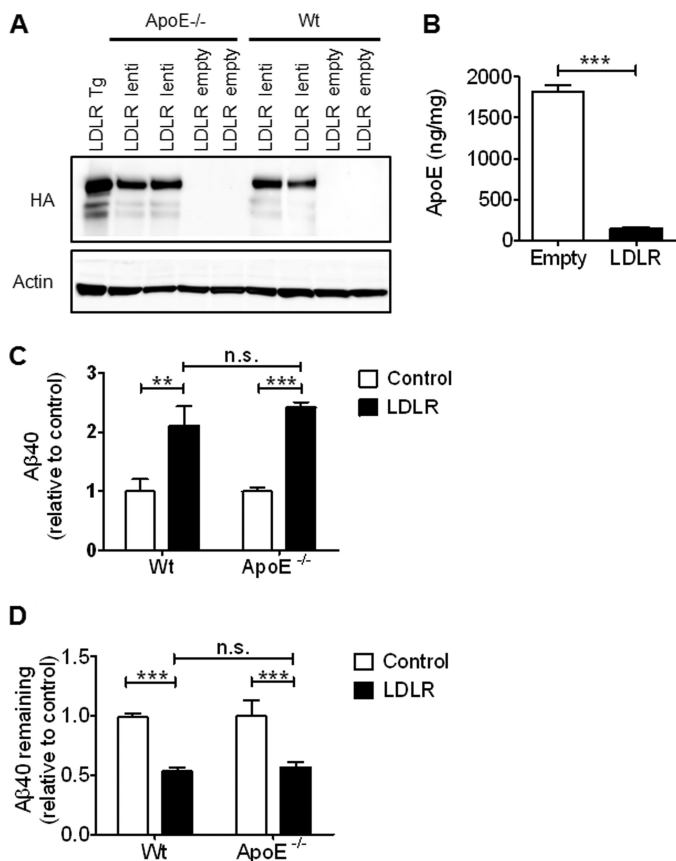 A
ApoE-/-
Wt
LDLR Tg
LDLR lenti
LDLR lenti
LDLR empty
LDLR empty
LDLR lenti
LDLR lenti
LDLR empty
LDLR empty
HA
Actin
B
***
2000
1500
1000
500
0
ApoE (ng/mg)
Empty
LDLR
C
n.s.
**
***
3
2
1
0
Aβ40
(relative to control)
Wt
ApoE -/-
Control
LDLR
D
n.s.
***
***
1.5
1.0
0.5
0.0
Aβ40 remaining
(relative to control)
Wt
ApoE -/-
Control
LDLR